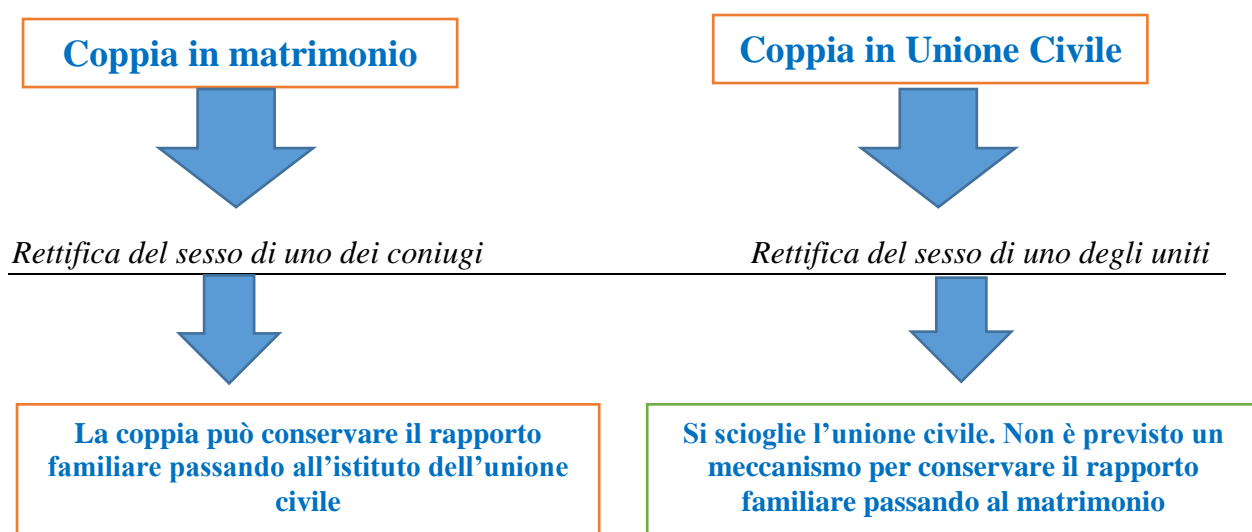 Coppia in matrimonio
Coppia in Unione Civile
Rettifica del sesso di uno dei coniugi
Rettifica del sesso di uno degli uniti
La coppia può conservare il rapporto
familiare passando all’istituto dell’unione
civile
Si scioglie l’unione civile. Non è previsto un
meccanismo per conservare il rapporto
familiare passando al matrimonio